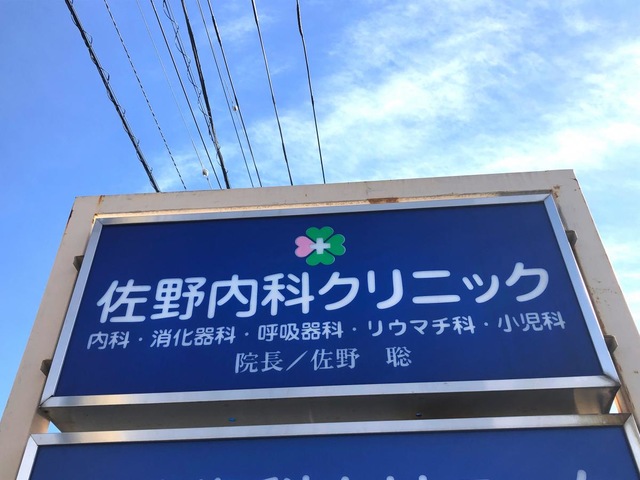 佐野内科クリニック
内科・消化器科・呼吸器科・リウマチ科・小児科
院長／佐野 聡